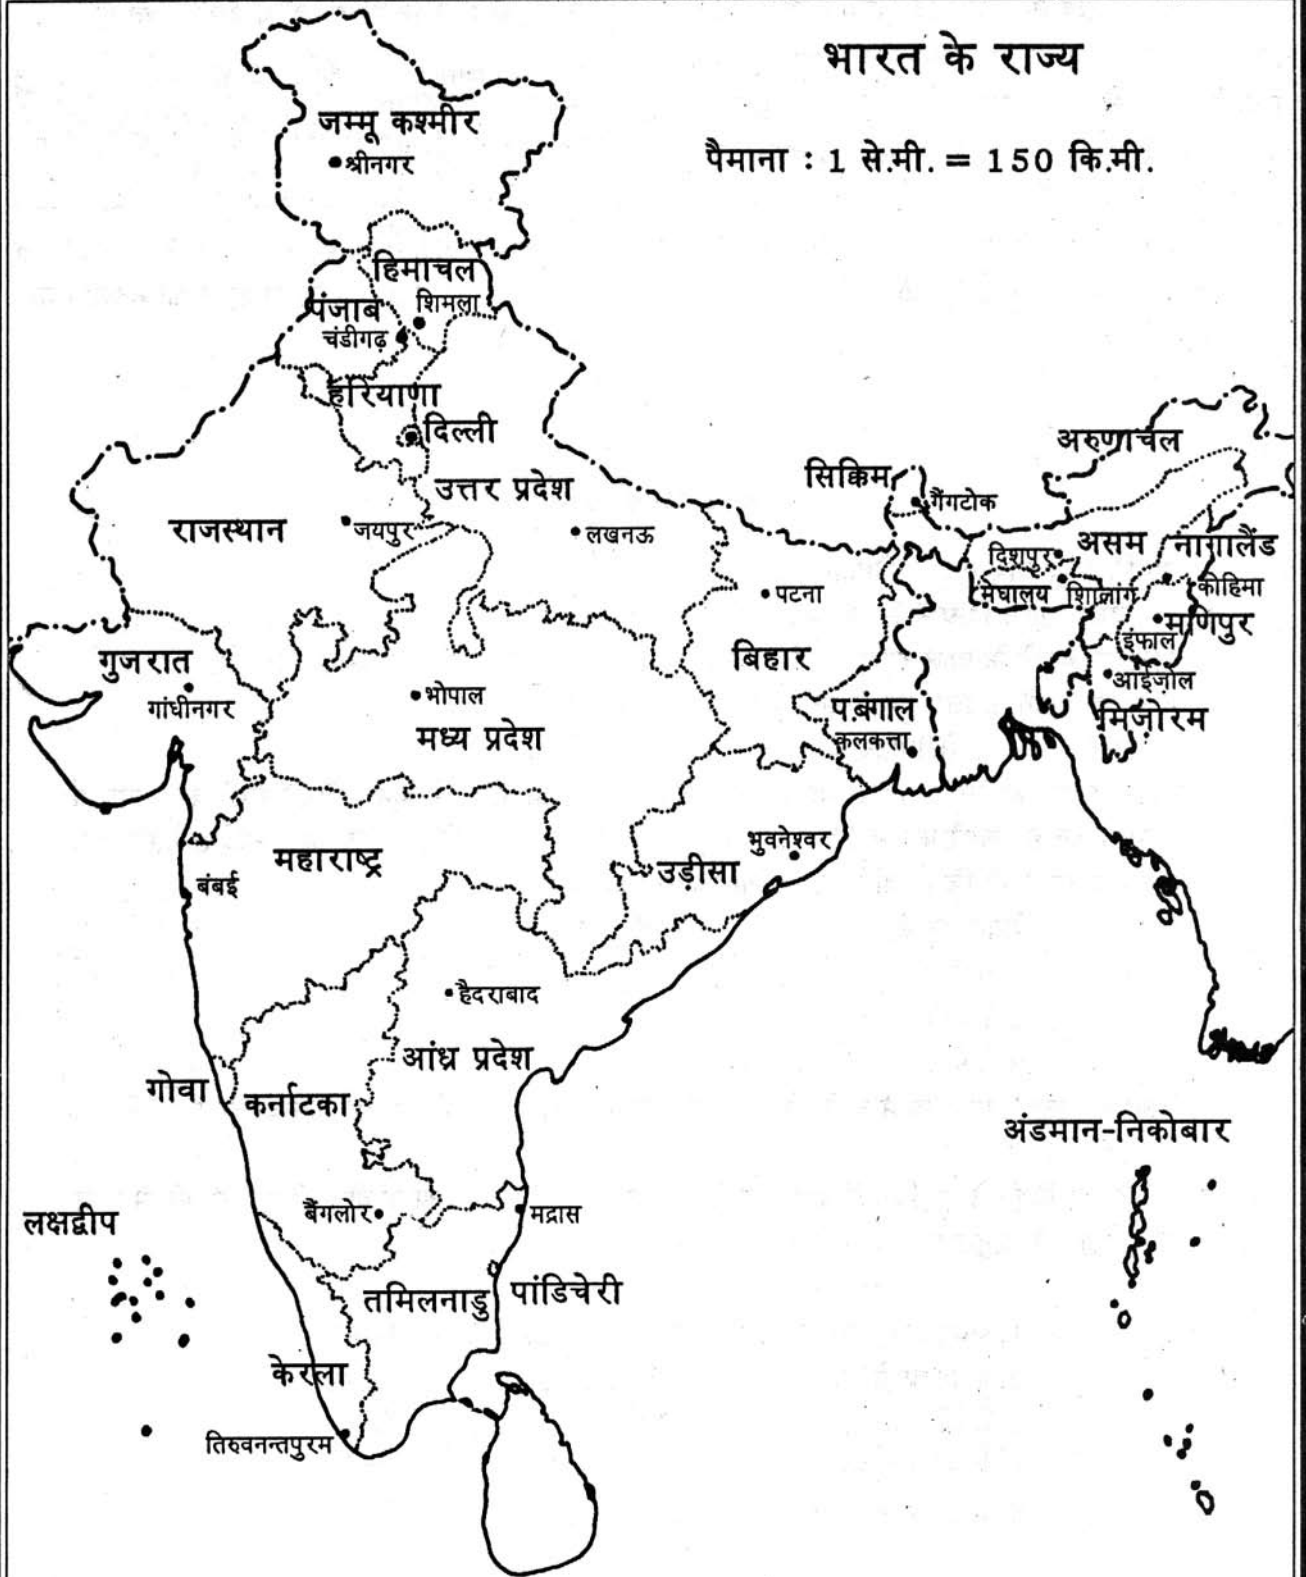 भारत के राज्य
पैमाना : 1 से.मी. = 150 कि.मी.
जम्मू कश्मीर
श्रीनगर
हिमाचल
पंजाब
शिमला
चंडीगढ़
हरियाणा
दिल्ली
अरुणाचल
सिक्किम
उत्तर प्रदेश
गैंगटोक
राजस्थान
जयपुर
लखनऊ
असम
नागालैंड
दिशपुर
पटना
मेघालय
शिलांग
कोहिमा
मणिपुर
इंफाल
बिहार
गुजरात
आईज़ोल
गांधीनगर
भोपाल
प.बंगाल
मिजोरम
मध्य प्रदेश
कलकत्ता
भुवनेश्वर
महाराष्ट्र
उड़ीसा
बंबई
हैदराबाद
आंध्र प्रदेश
गोवा
कर्नाटका
अंडमान-निकोबार
लक्षद्वीप
बैंगलोर
मद्रास
तमिलनाडु
पांडिचेरी
केरला
तिरुवनन्तपुरम